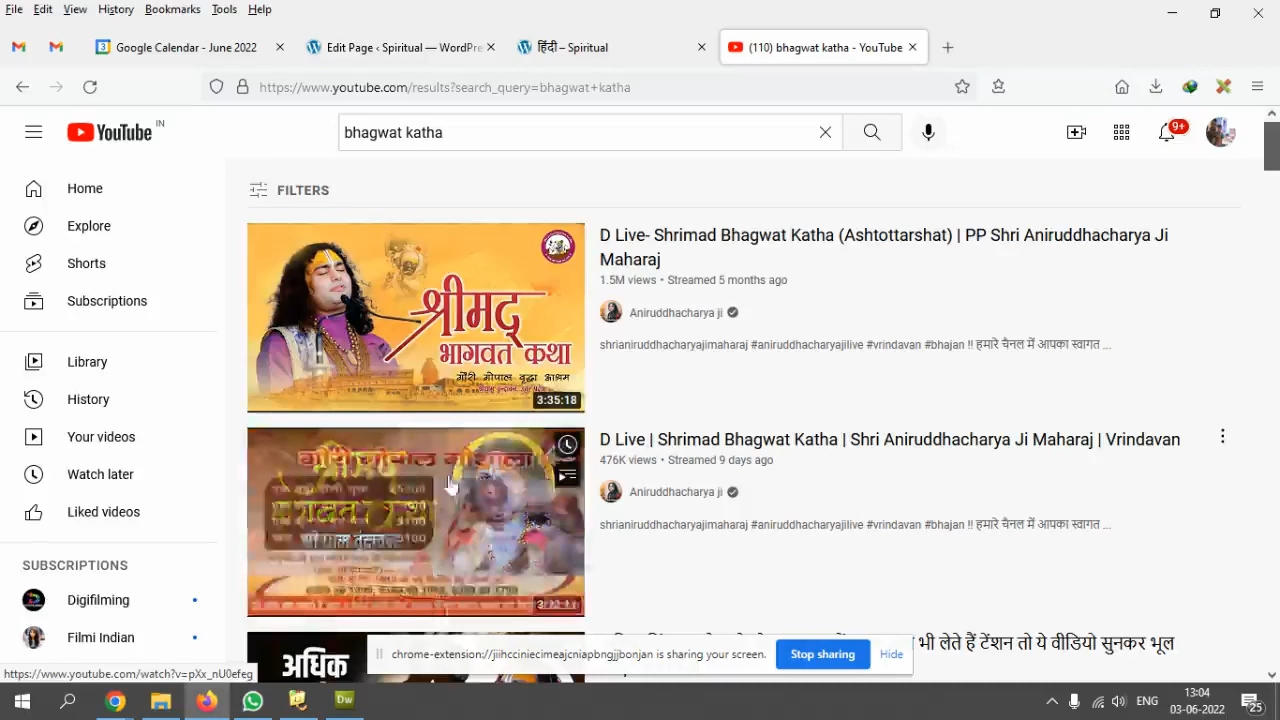 File Edit View History Bookmarks Tools Help
Google Calendar - June 2022
Edit Page ‹ Spiritual — WordPre
हिंदी – Spiritual
(110) bhagwat katha - YouTube
https://www.youtube.com/results?search_query=bhagwat+katha
YouTube IN
bhagwat katha
9+
Home
Explore
Shorts
Subscriptions
Library
History
Your videos
Watch later
Liked videos
SUBSCRIPTIONS
Digifilming
Filmi Indian
FILTERS
श्रीमद्
भागवत कथा
गौरी गोपाल वृद्धा आश्रम
3:35:18
D Live- Shrimad Bhagwat Katha (Ashtottarshat) | PP Shri Aniruddhacharya Ji
Maharaj
1.5M views • Streamed 5 months ago
Aniruddhacharya ji
shrianiruddhacharyajimaharaj #aniruddhacharyajilive #vrindavan #bhajan !! हमारे चैनल में आपका स्वागत ...
D Live | Shrimad Bhagwat Katha | Shri Aniruddhacharya Ji Maharaj | Vrindavan
476K views • Streamed 9 days ago
Aniruddhacharya ji
shrianiruddhacharyajimaharaj #aniruddhacharyajilive #vrindavan #bhajan !! हमारे चैनल में आपका स्वागत ...
अधिक
भी लेते हैं टेंशन तो ये वीडियो सुनकर भूल
chrome-extension://jiihcciniecimeajcniapbngjjbonjan is sharing your screen.
Stop sharing
Hide
https://www.youtube.com/watch?v=pXx_nU0efeg
Dw
ENG
13:04
03-06-2022
25